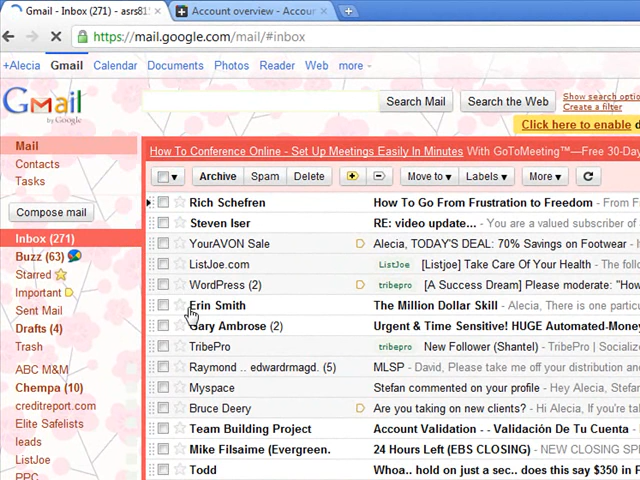 Gmail - Inbox (271) - asrs815
Account overview - Account
https://mail.google.com/mail/#inbox
+Alecia Gmail Calendar Documents Photos Reader Web more
Gmail
by Google
Search Mail
Search the Web
Show search optio
Create a filter
Click here to enable d
Mail
Contacts
Tasks
Compose mail
Inbox (271)
Buzz (63)
Starred
Important
Sent Mail
Drafts (4)
Trash
ABC M&M
Chempa (10)
creditreport.com
Elite Safelists
leads
ListJoe
PPC
How To Conference Online - Set Up Meetings Easily In Minutes With GoToMeeting™—Free 30-Day
Archive Spam Delete Move to Labels More
Rich Schefren How To Go From Frustration to Freedom - From
Steven Iser RE: video update... - You are a valued subscriber of
YourAVON Sale Alecia, TODAY'S DEAL: 70% Savings on Footwear -
ListJoe.com ListJoe [Listjoe] Take Care Of Your Health - The follo
WordPress (2) tribepro [A Success Dream] Please moderate: "How
Erin Smith The Million Dollar Skill - Alecia, There is one particu
Gary Ambrose (2) Urgent & Time Sensitive! HUGE Automated-Mone
TribePro tribepro New Follower (Shantel) - TribePro | Socialize
Raymond .. edwardrmagd. (5) MLSP - David, Please take me off your distribution and
Myspace Stefan commented on your profile - Hey Alecia, Stefan
Bruce Deery Are you taking on new clients? - Hi Alecia, If you're
Team Building Project Account Validation - - Validación De Tu Cuenta -
Mike Filsaime (Evergreen. 24 Hours Left (EBS CLOSING) - NEW CLOSING SP
Todd Whoa.. hold on just a sec.. does this say $350 in